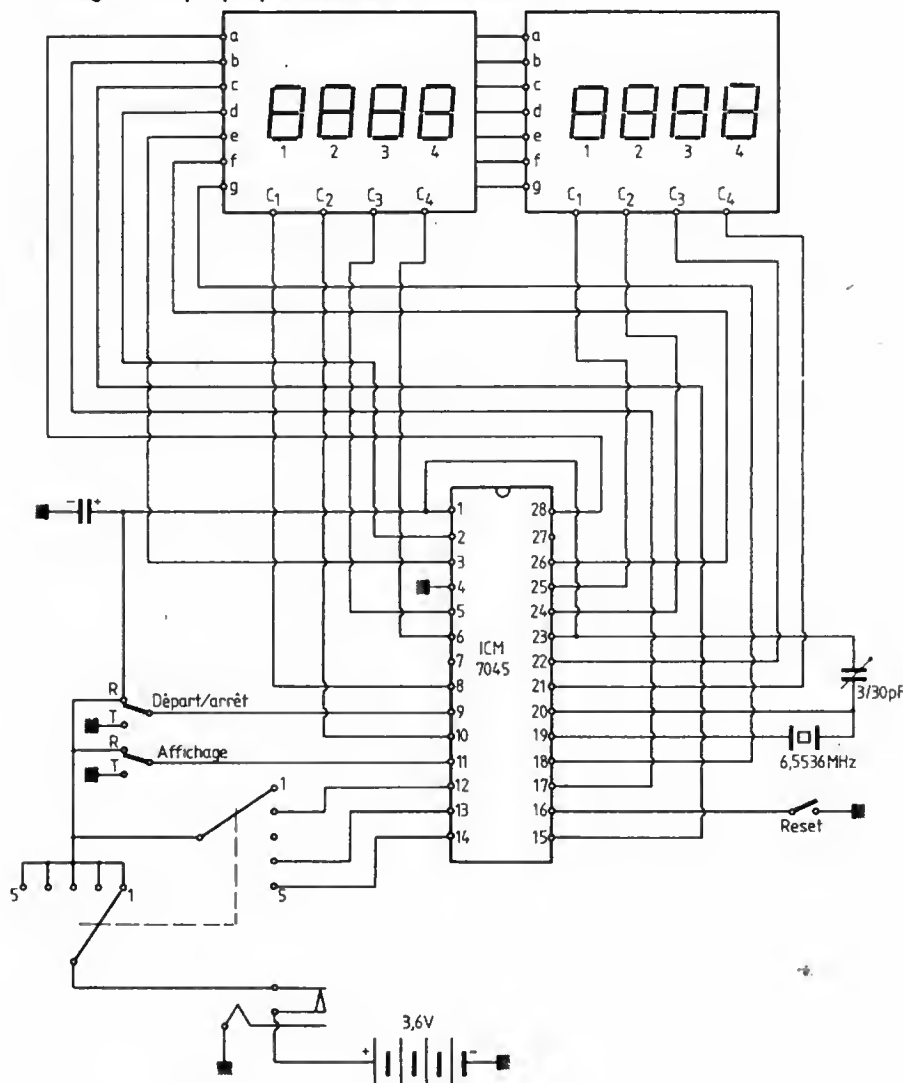 a a
b b
c c
d d
e e
f f
g g
1 2 3 4 1 2 3 4
C1 C2 C3 C4 C1 C2 C3 C4
- +
1 28
2 27
3 26
4 25
5 24
6 23
ICM
7045
7 22
8 21
3/30pF
R Départ/arrêt 9 20
T 10 19
R Affichage 11 18
6,5536MHz
T 12 17
1 13 16
Reset
14 15
5 1 5
3,6V
+ -